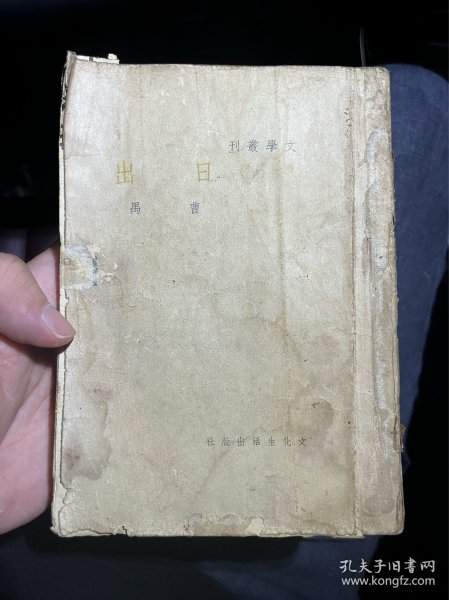 文學叢刊
日出
曹禺
文化生活出版社
孔夫子旧书网
www.kongfz.com